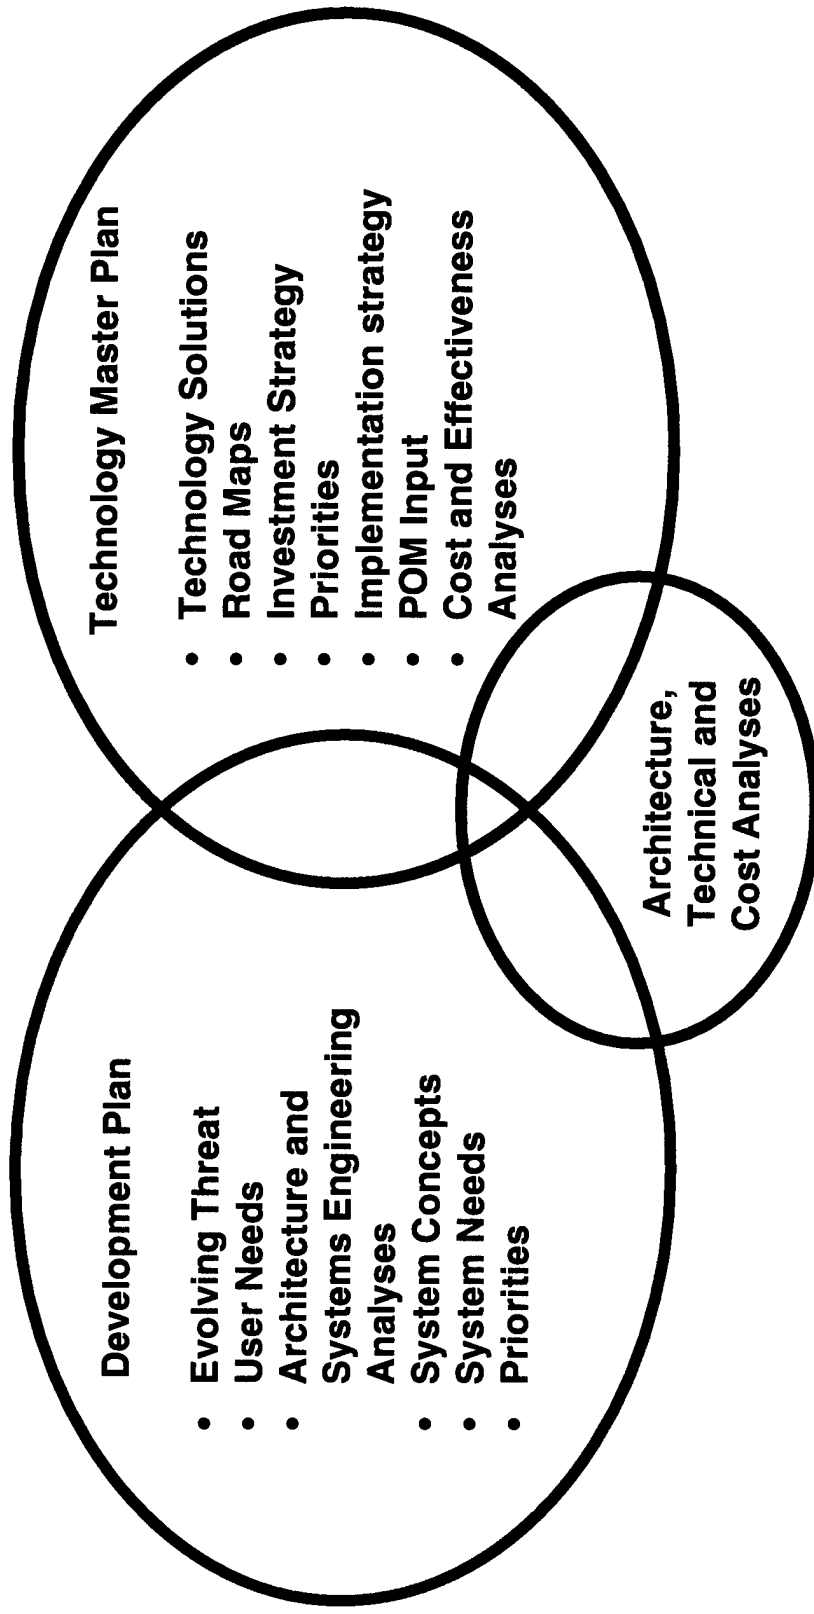 Development Plan
• Evolving Threat
• User Needs
• Architecture and
Systems Engineering
Analyses
• System Concepts
• System Needs
• Priorities
Technology Master Plan
• Technology Solutions
• Road Maps
• Investment Strategy
• Priorities
• Implementation strategy
• POM Input
• Cost and Effectiveness
Analyses
Architecture,
Technical and
Cost Analyses